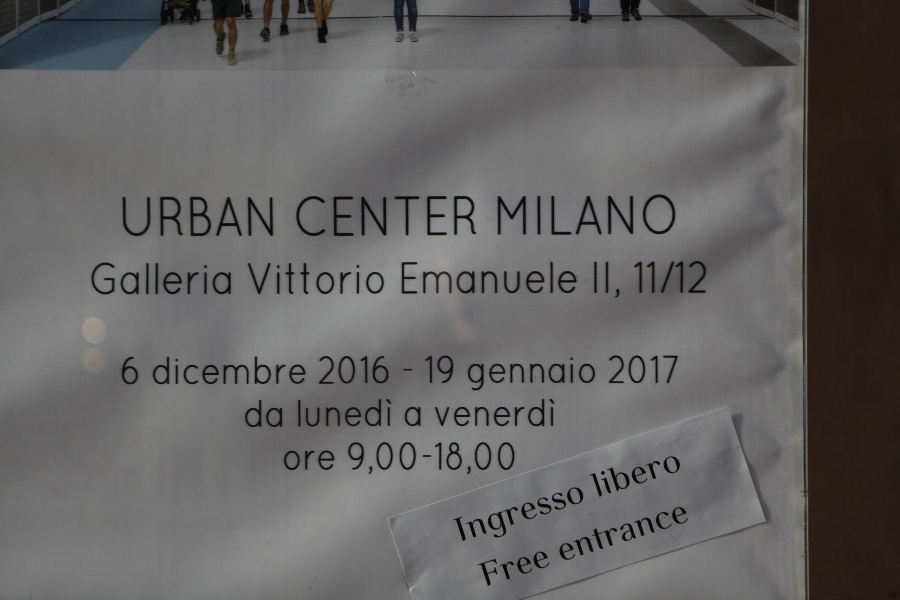 URBAN CENTER MILANO
Galleria Vittorio Emanuele II, 11/12
6 dicembre 2016 - 19 gennaio 2017
da lunedì a venerdì
ore 9,00-18,00
Ingresso libero
Free entrance